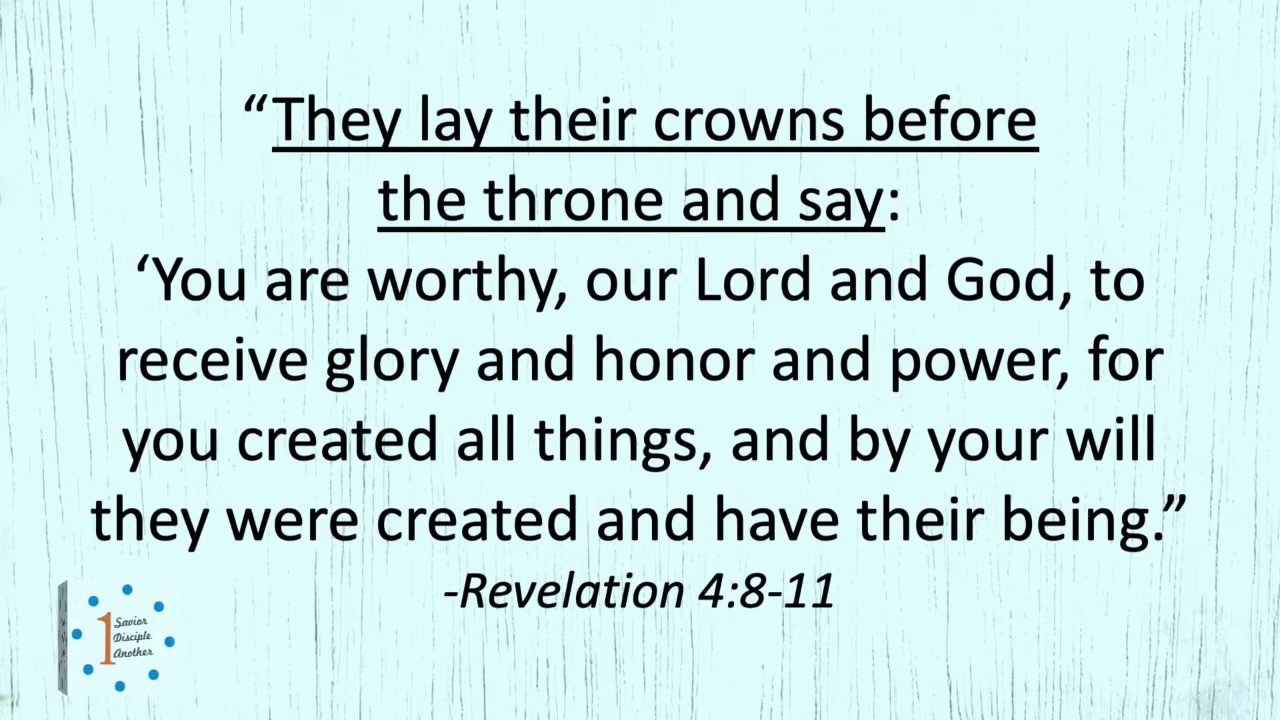 “They lay their crowns before
the throne and say:
‘You are worthy, our Lord and God, to
receive glory and honor and power, for
you created all things, and by your will
they were created and have their being.”
-Revelation 4:8-11
1 Savior
Disciple
Another